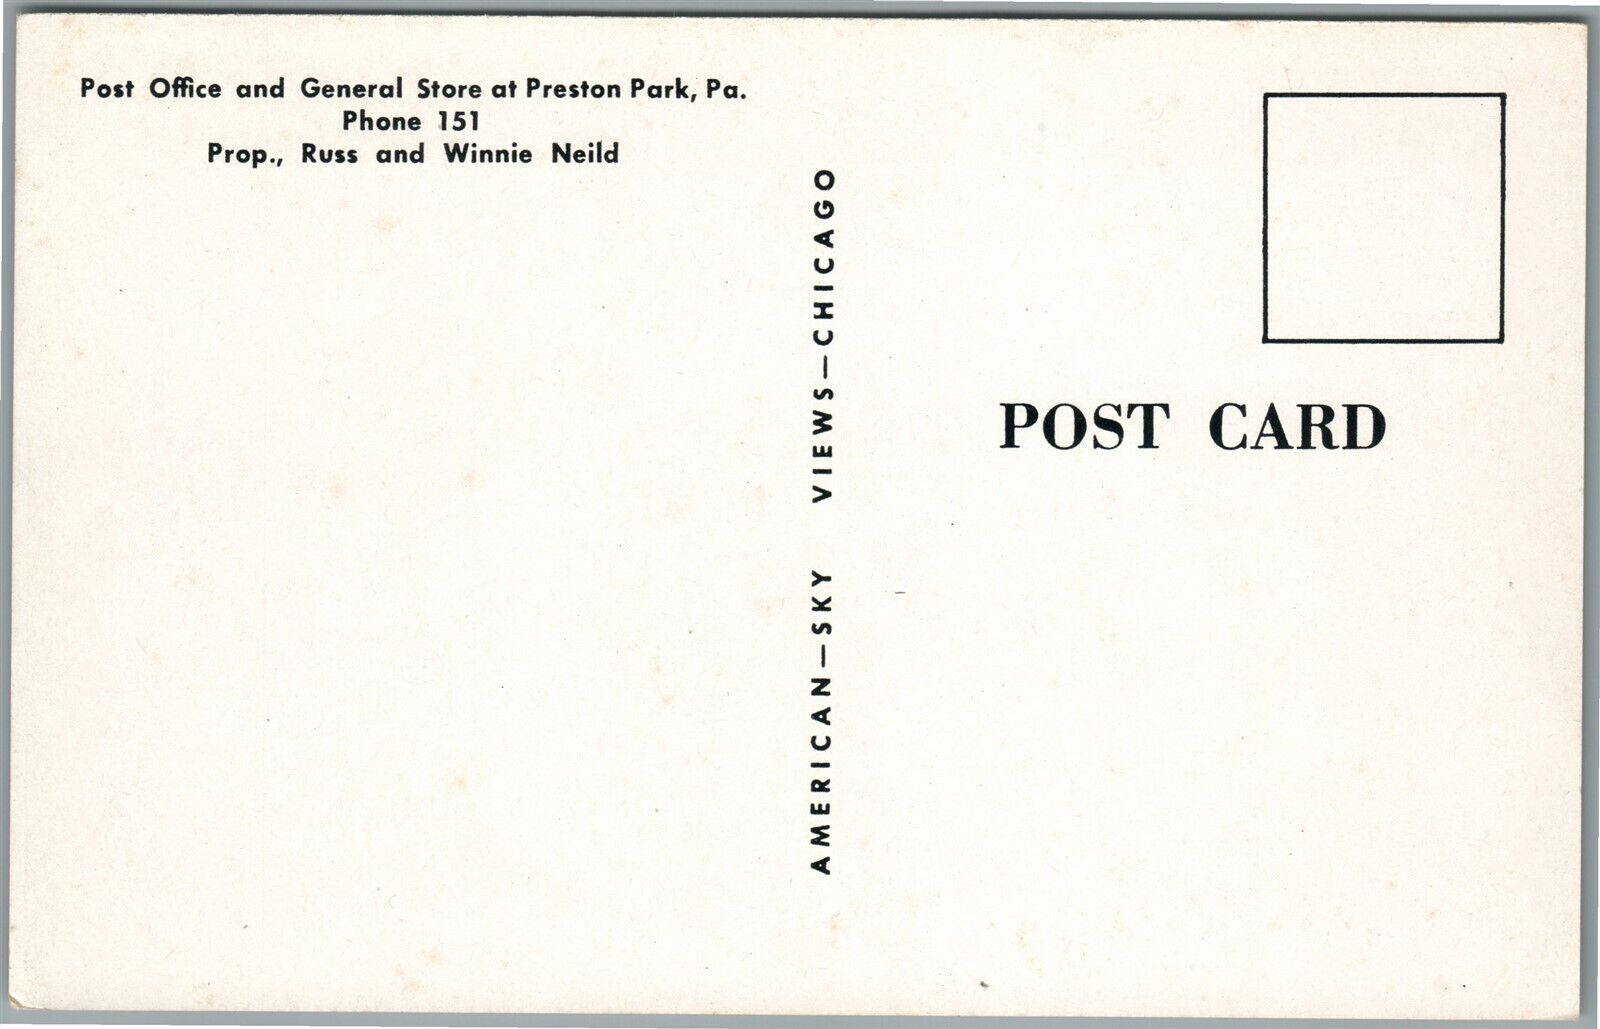 Post Office and General Store at Preston Park, Pa.
Phone 151
Prop., Russ and Winnie Neild
AMERICAN-SKY VIEWS-CHICAGO
POST CARD